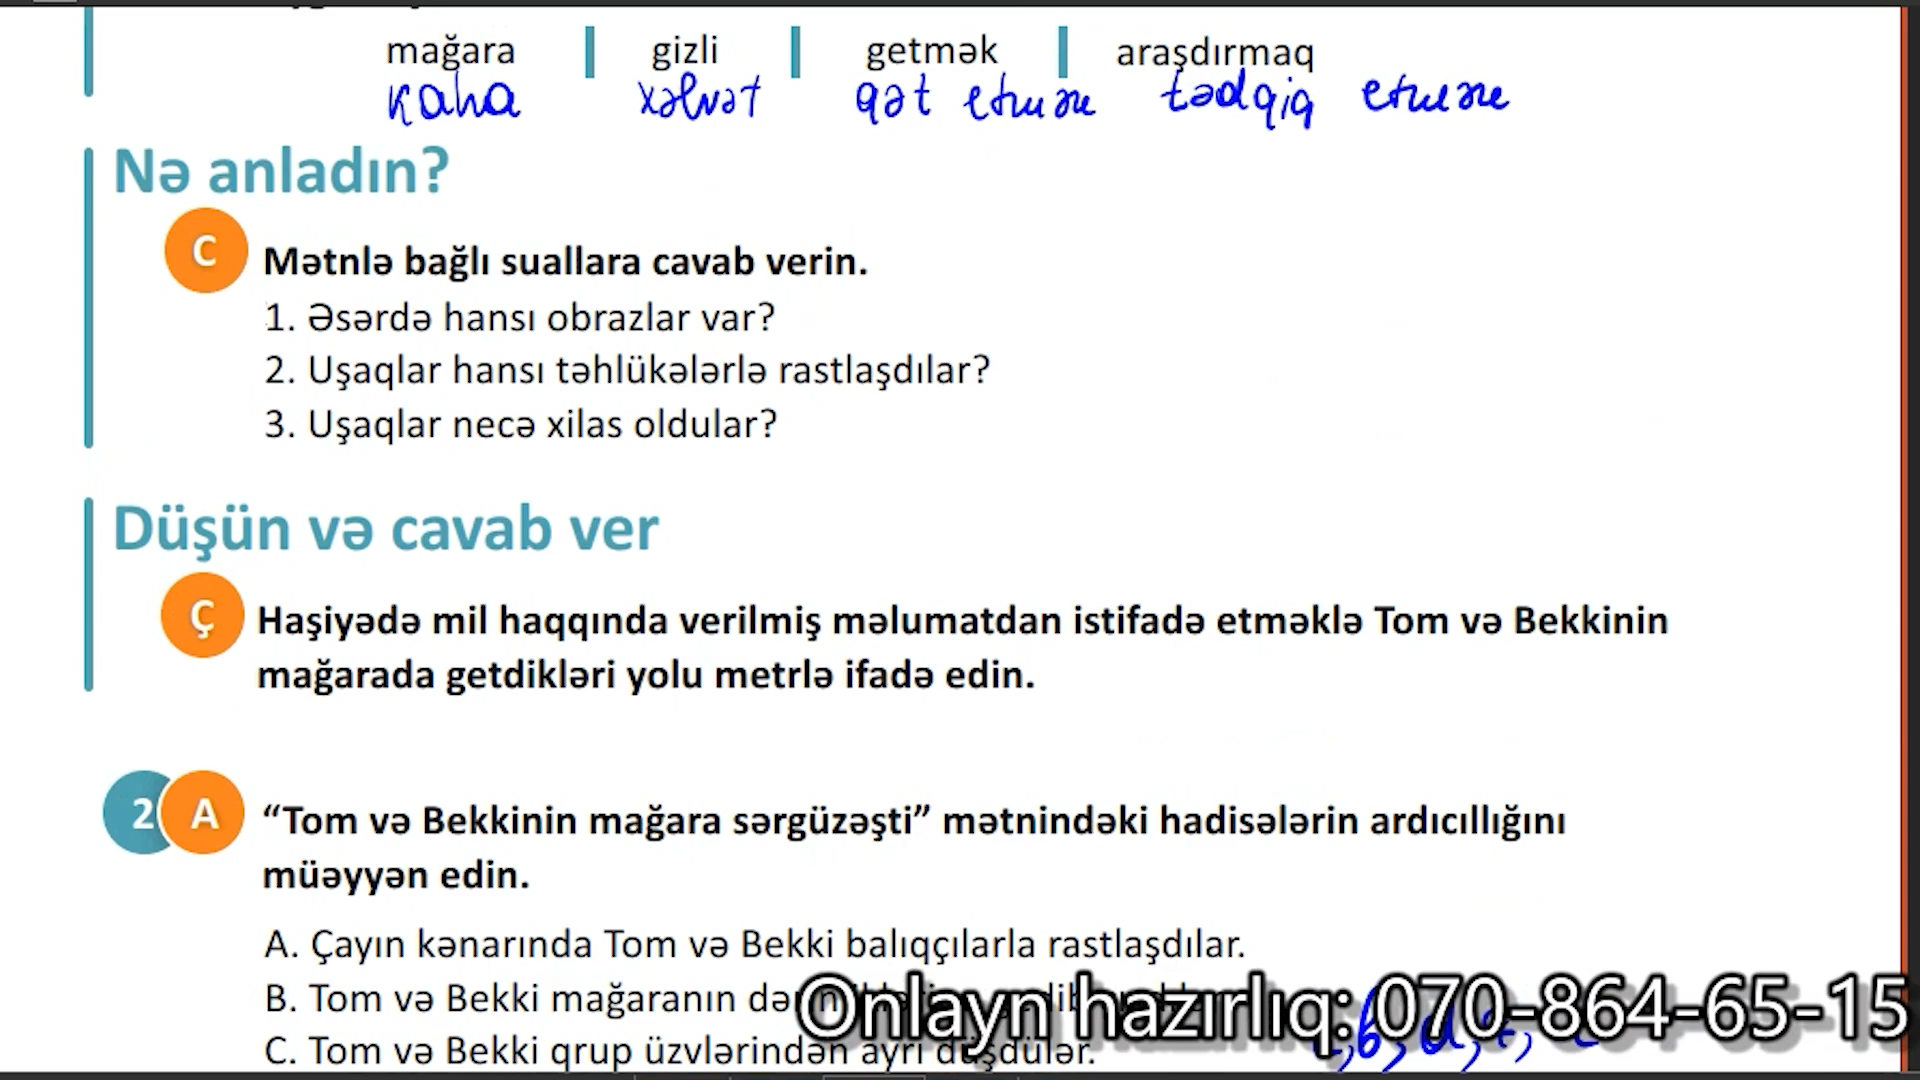 mağara gizli getmək araşdırmaq
kaha xəlvət qət etmək tədqiq etmək
Nə anladın?
C Mətnlə bağlı suallara cavab verin.
1. Əsərdə hansı obrazlar var?
2. Uşaqlar hansı təhlükələrlə rastlaşdılar?
3. Uşaqlar necə xilas oldular?
Düşün və cavab ver
Ç Haşiyədə mil haqqında verilmiş məlumatdan istifadə etməklə Tom və Bekkinin
mağarada getdikləri yolu metrlə ifadə edin.
2 A “Tom və Bekkinin mağara sərgüzəşti” mətnindəki hadisələrin ardıcıllığını
müəyyən edin.
A. Çayın kənarında Tom və Bekki balıqçılarla rastlaşdılar.
B. Tom və Bekki mağaranın
Onlayn hazırlıq: 070-864-65-15
C. Tom və Bekki qrup üzvlərindən ayrı düşdülər.